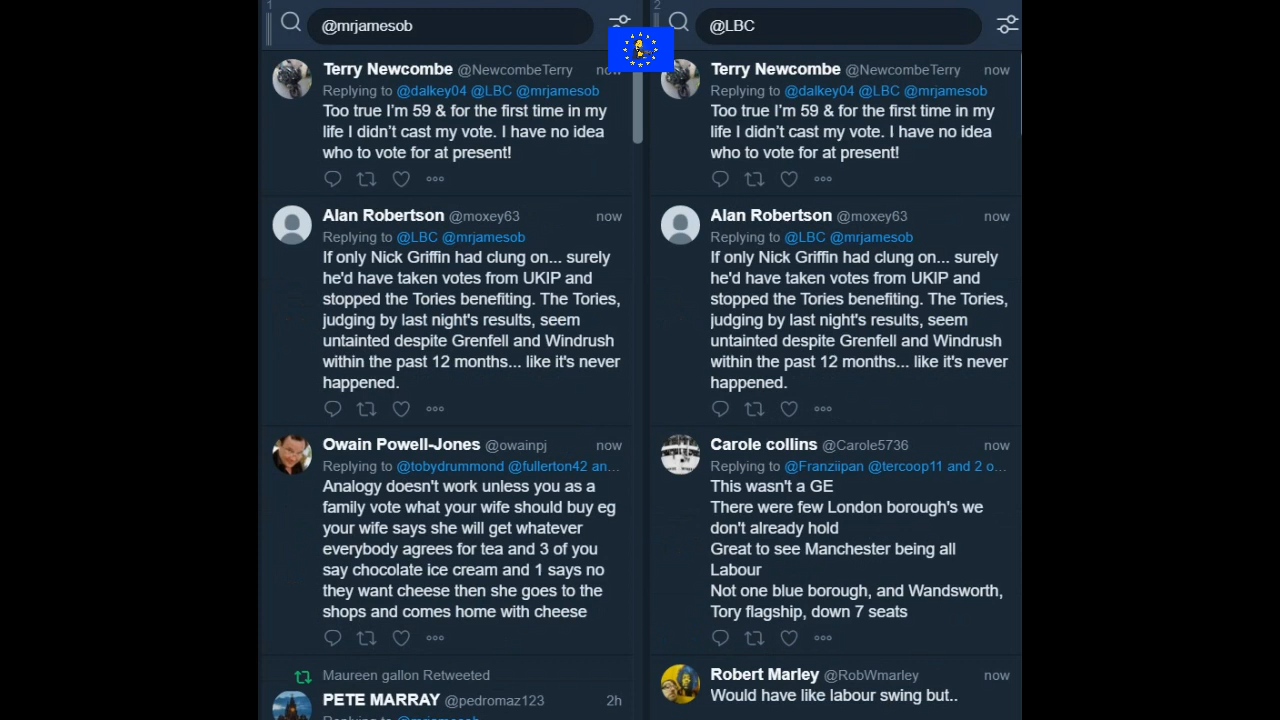 1
@mrjamesob
Terry Newcombe @NewcombeTerry now
Replying to @dalkey04 @LBC @mrjamesob
Too true I'm 59 & for the first time in my
life I didn't cast my vote. I have no idea
who to vote for at present!
Alan Robertson @moxey63 now
Replying to @LBC @mrjamesob
If only Nick Griffin had clung on... surely
he'd have taken votes from UKIP and
stopped the Tories benefiting. The Tories,
judging by last night's results, seem
untainted despite Grenfell and Windrush
within the past 12 months... like it's never
happened.
Owain Powell-Jones @owainpj now
Replying to @tobydrummond @fullerton42 an...
Analogy doesn't work unless you as a
family vote what your wife should buy eg
your wife says she will get whatever
everybody agrees for tea and 3 of you
say chocolate ice cream and 1 says no
they want cheese then she goes to the
shops and comes home with cheese
Maureen gallon Retweeted
PETE MARRAY @pedromaz123 2h
Replying to @mrjamesob
2
@LBC
Terry Newcombe @NewcombeTerry now
Replying to @dalkey04 @LBC @mrjamesob
Too true I'm 59 & for the first time in my
life I didn't cast my vote. I have no idea
who to vote for at present!
Alan Robertson @moxey63 now
Replying to @LBC @mrjamesob
If only Nick Griffin had clung on... surely
he'd have taken votes from UKIP and
stopped the Tories benefiting. The Tories,
judging by last night's results, seem
untainted despite Grenfell and Windrush
within the past 12 months... like it's never
happened.
Carole collins @Carole5736 now
Replying to @Franziipan @tercoop11 and 2 o...
This wasn't a GE
There were few London borough's we
don't already hold
Great to see Manchester being all
Labour
Not one blue borough, and Wandsworth,
Tory flagship, down 7 seats
Robert Marley @RobWmarley now
Would have like labour swing but..